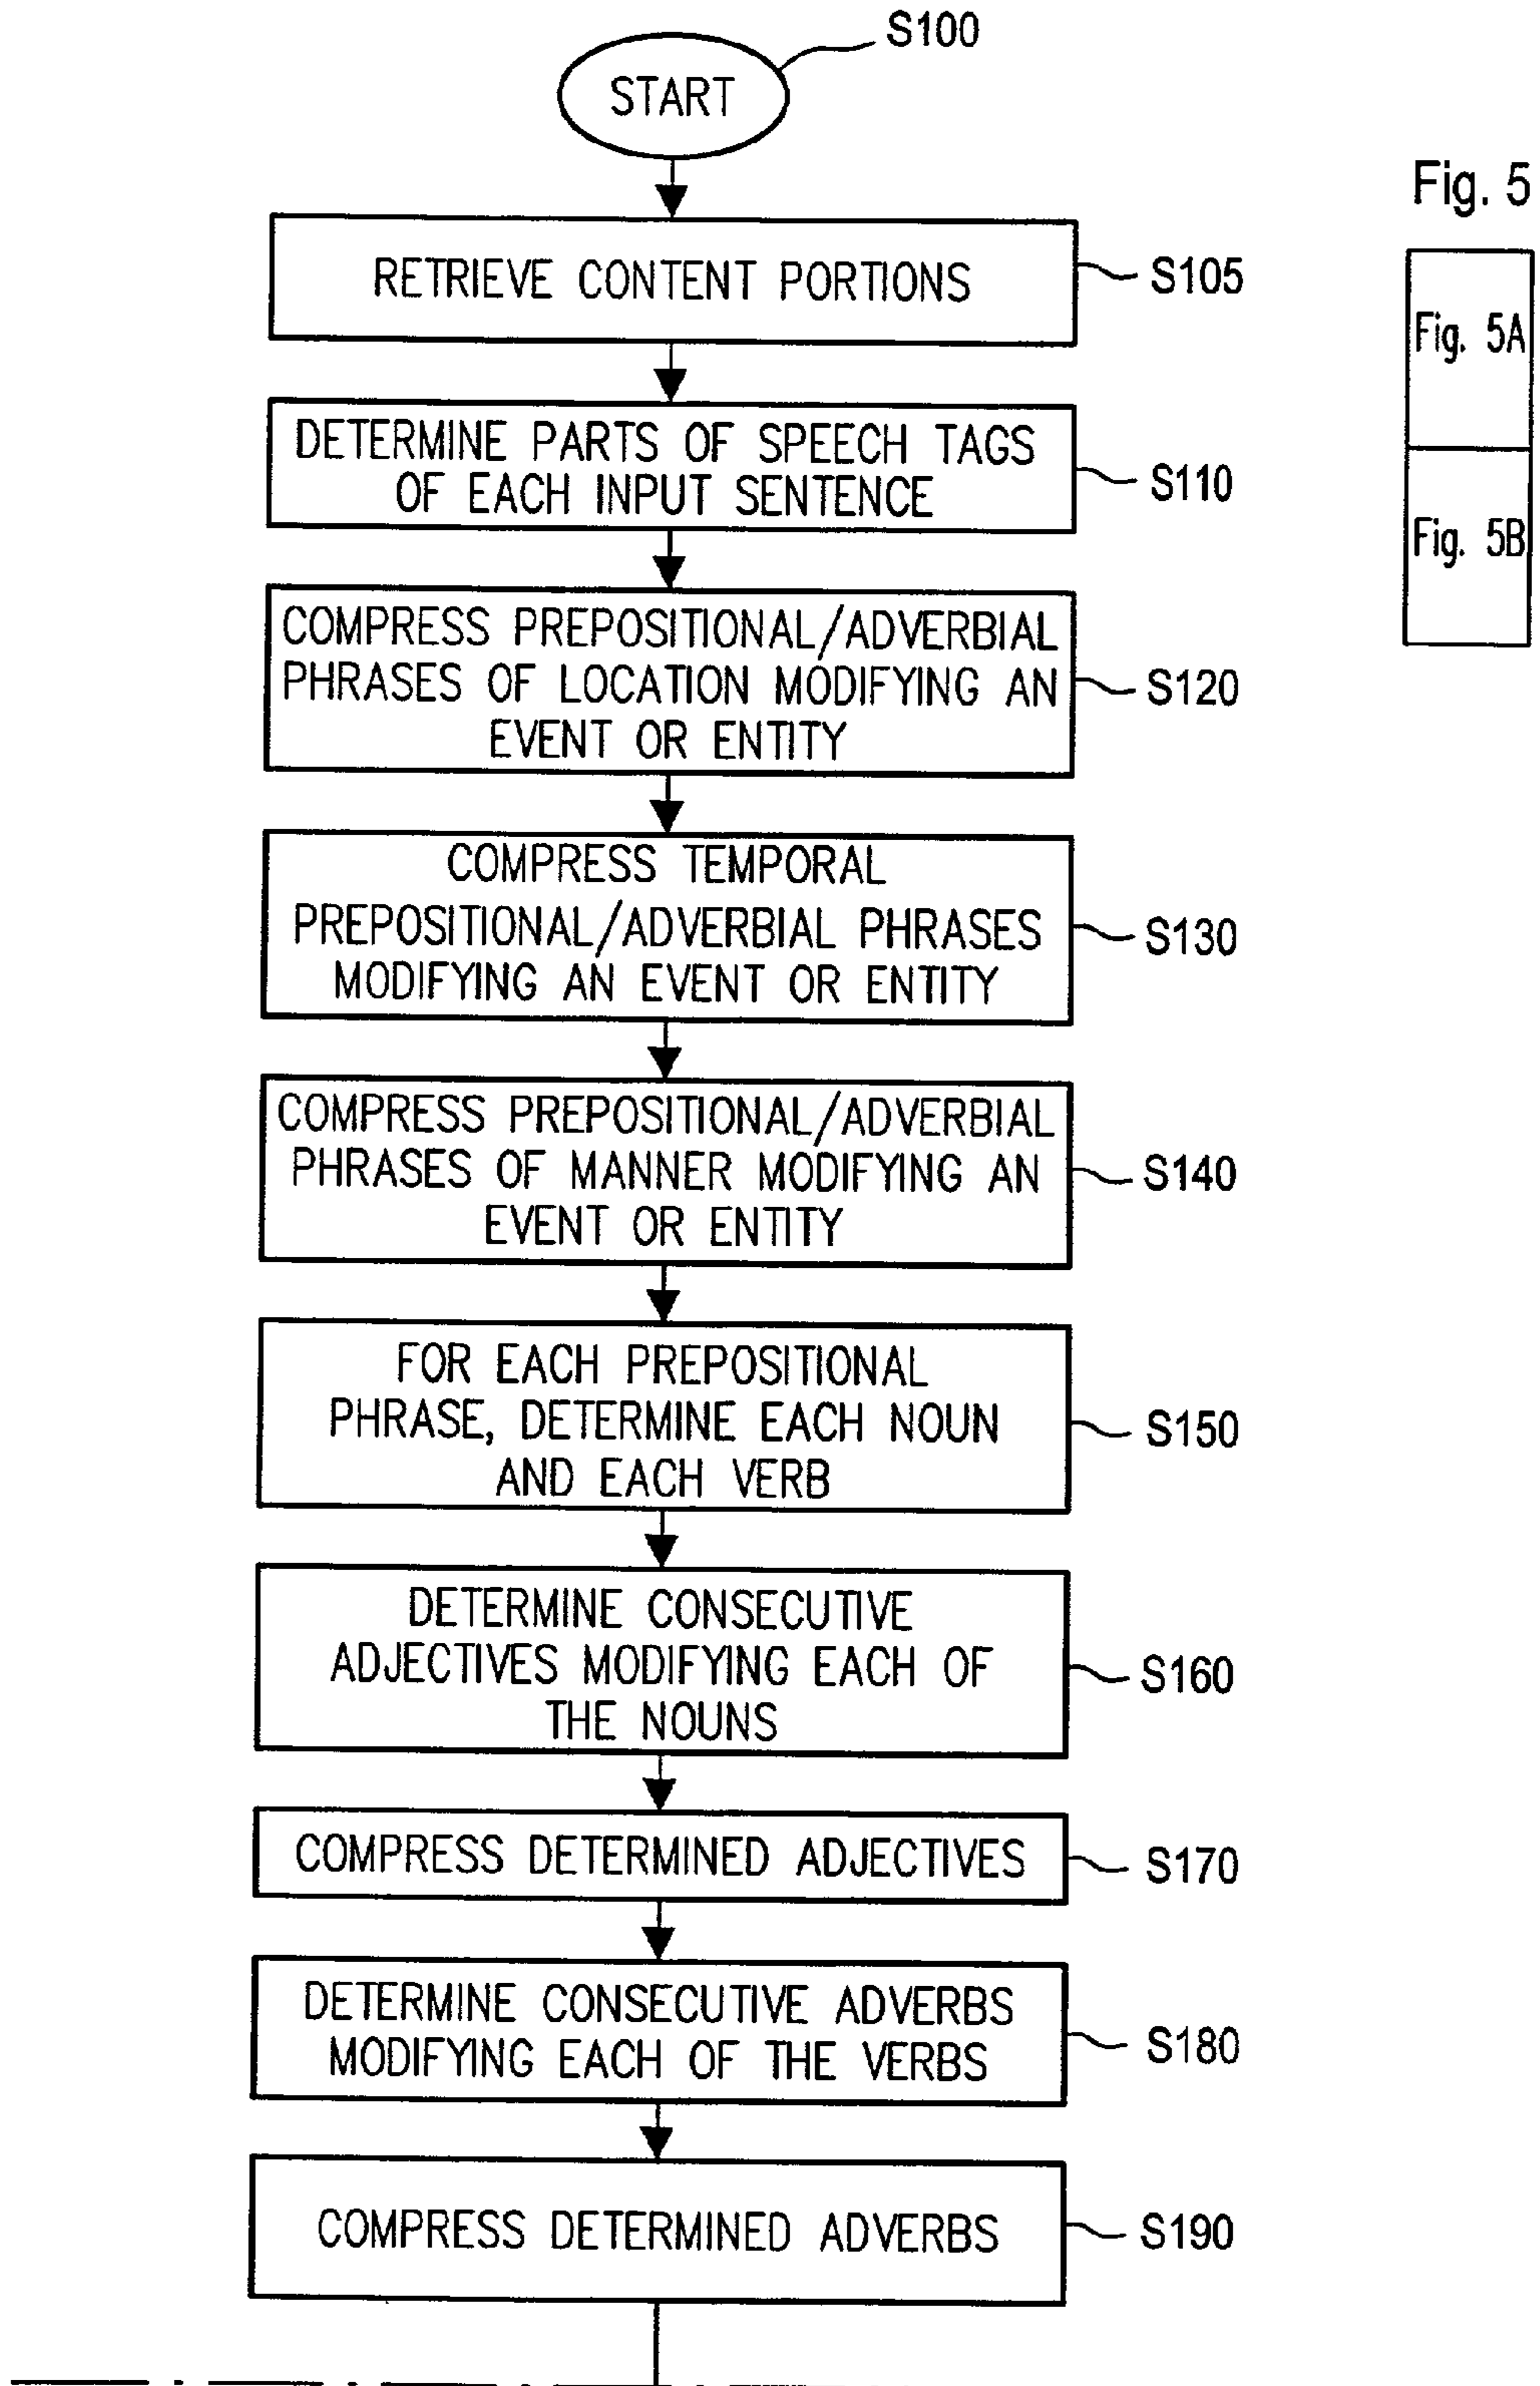 S100
START
Fig. 5
RETRIEVE CONTENT PORTIONS
S105
Fig. 5A
DETERMINE PARTS OF SPEECH TAGS
OF EACH INPUT SENTENCE
S110
Fig. 5B
COMPRESS PREPOSITIONAL/ADVERBIAL
PHRASES OF LOCATION MODIFYING AN
EVENT OR ENTITY
S120
COMPRESS TEMPORAL
PREPOSITIONAL/ADVERBIAL PHRASES
MODIFYING AN EVENT OR ENTITY
S130
COMPRESS PREPOSITIONAL/ADVERBIAL
PHRASES OF MANNER MODIFYING AN
EVENT OR ENTITY
S140
FOR EACH PREPOSITIONAL
PHRASE, DETERMINE EACH NOUN
AND EACH VERB
S150
DETERMINE CONSECUTIVE
ADJECTIVES MODIFYING EACH OF
THE NOUNS
S160
COMPRESS DETERMINED ADJECTIVES
S170
DETERMINE CONSECUTIVE ADVERBS
MODIFYING EACH OF THE VERBS
S180
COMPRESS DETERMINED ADVERBS
S190